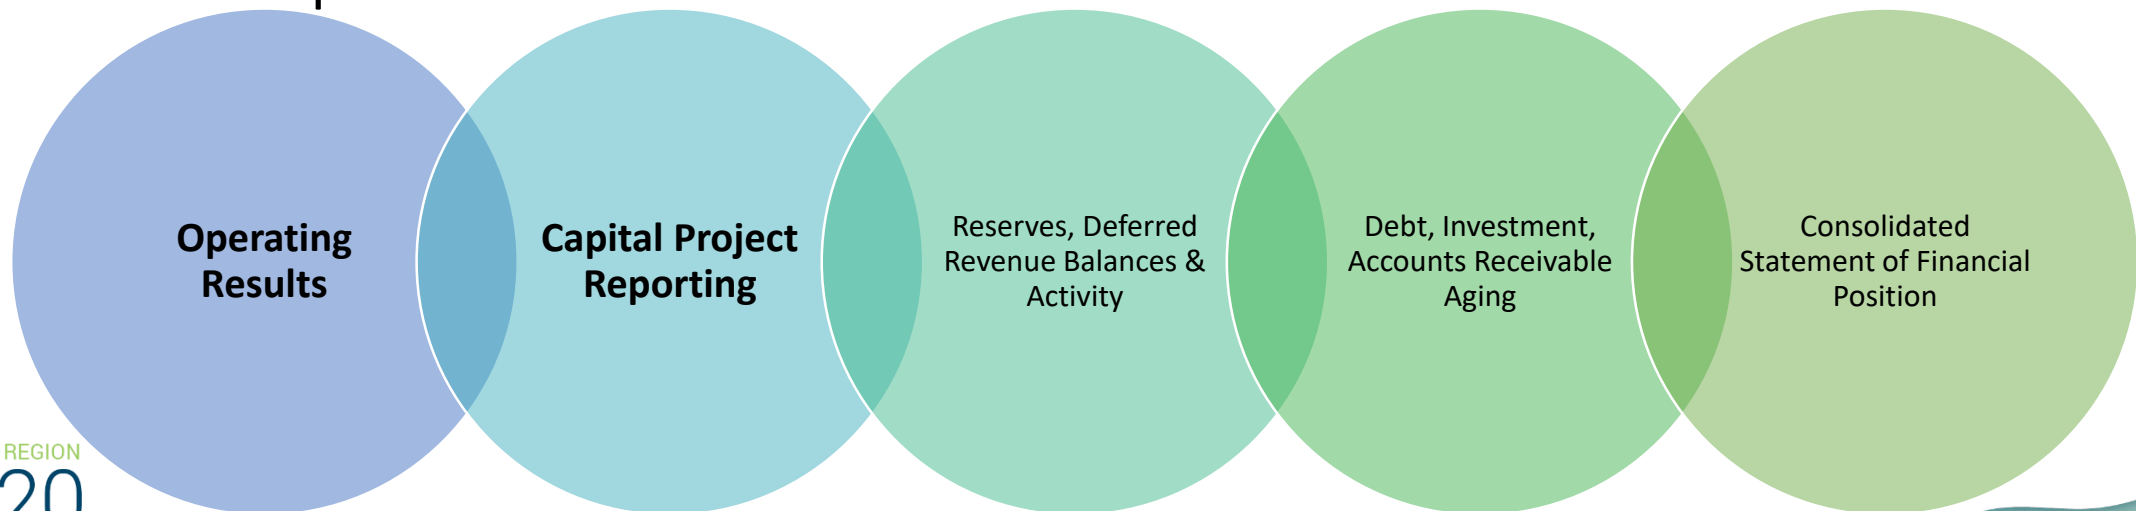 Operating
Results
Capital Project
Reporting
Reserves, Deferred
Revenue Balances &
Activity
Debt, Investment,
Accounts Receivable
Aging
Consolidated
Statement of Financial
Position
REGION
20